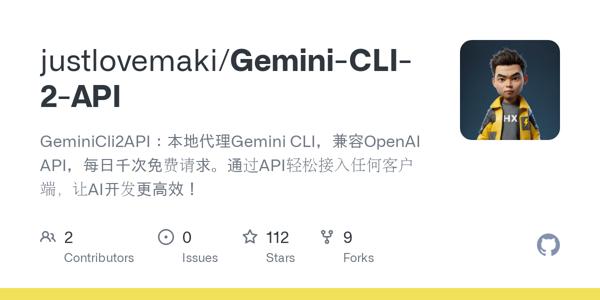 justlovemaki/Gemini-CLI-
2-API
GeminiCli2API：本地代理Gemini CLI，兼容OpenAI
API，每日千次免费请求。通过API轻松接入任何客户
端，让AI开发更高效！
2 0 112 9
Contributors Issues Stars Forks
HX